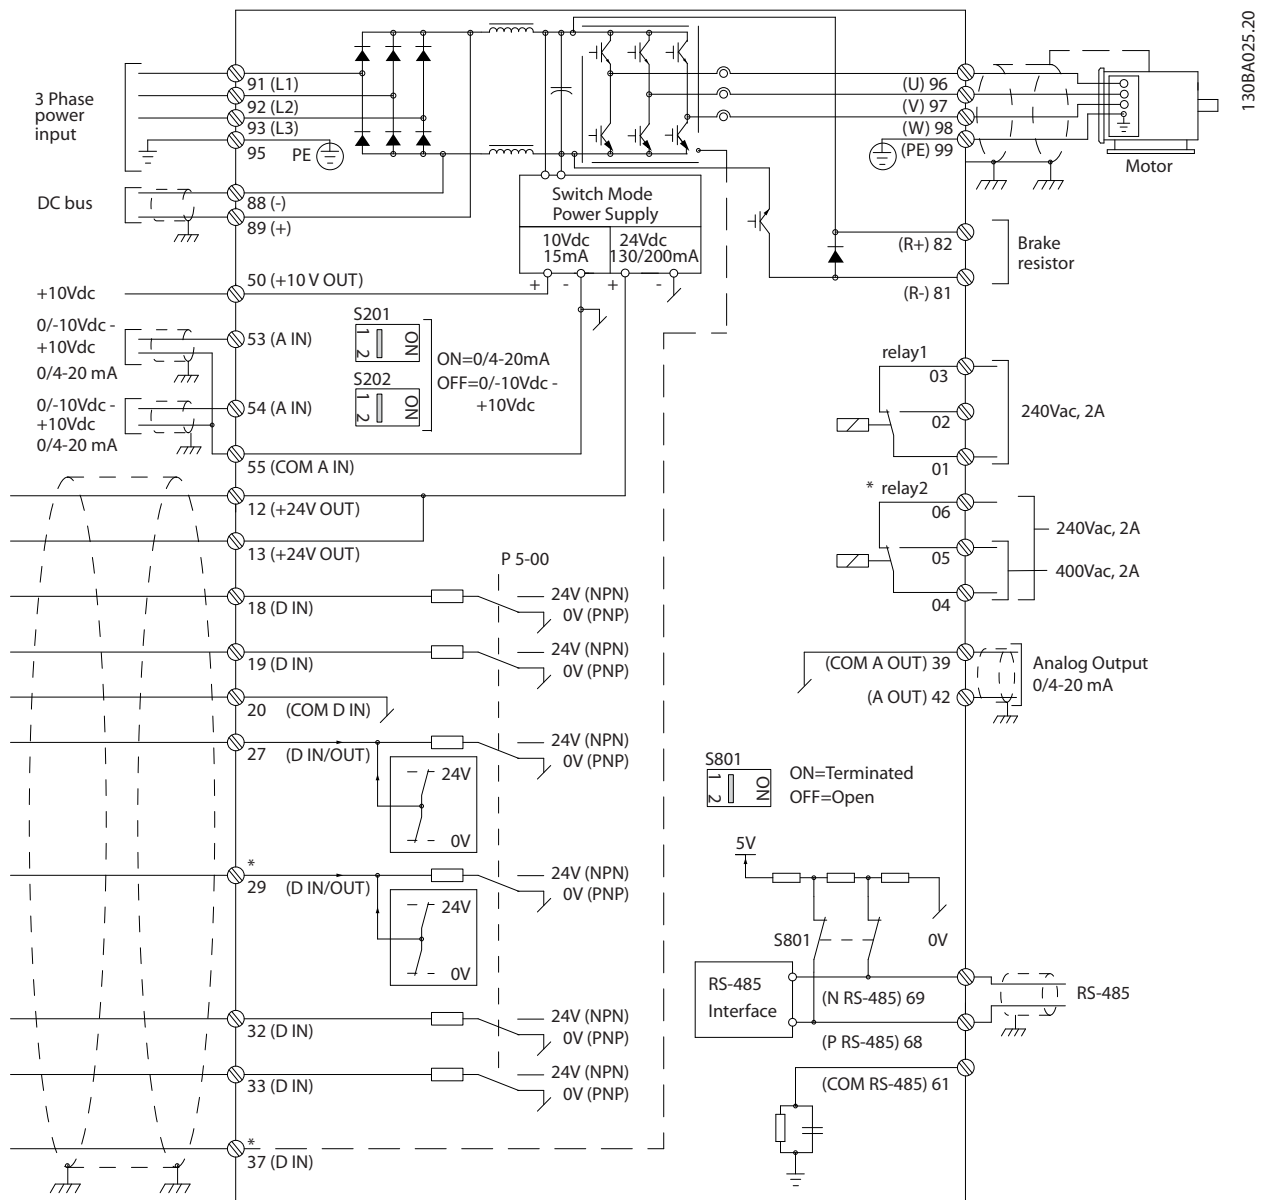 130BA025.20
3 Phase
power
input
91 (L1)
92 (L2)
93 (L3)
95
PE
DC bus
88 (-)
89 (+)
Switch Mode
Power Supply
10Vdc
15mA
24Vdc
130/200mA
+ - + -
(U) 96
(V) 97
(W) 98
(PE) 99
Motor
(R+) 82
(R-) 81
Brake
resistor
+10Vdc
50 (+10 V OUT)
0/-10Vdc -
+10Vdc
0/4-20 mA
53 (A IN)
0/-10Vdc -
+10Vdc
0/4-20 mA
54 (A IN)
55 (COM A IN)
S201
1 2
ON
S202
1 2
ON
ON=0/4-20mA
OFF=0/-10Vdc -
+10Vdc
relay1
03
02
01
240Vac, 2A
* relay2
06
05
04
240Vac, 2A
400Vac, 2A
12 (+24V OUT)
13 (+24V OUT)
P 5-00
18 (D IN)
24V (NPN)
0V (PNP)
19 (D IN)
24V (NPN)
0V (PNP)
20 (COM D IN)
27 (D IN/OUT)
24V (NPN)
0V (PNP)
24V
0V
*
29 (D IN/OUT)
24V (NPN)
0V (PNP)
24V
0V
32 (D IN)
24V (NPN)
0V (PNP)
33 (D IN)
24V (NPN)
0V (PNP)
*
37 (D IN)
(COM A OUT) 39
(A OUT) 42
Analog Output
0/4-20 mA
S801
1 2
ON
ON=Terminated
OFF=Open
5V
S801
0V
RS-485
Interface
(N RS-485) 69
(P RS-485) 68
RS-485
(COM RS-485) 61